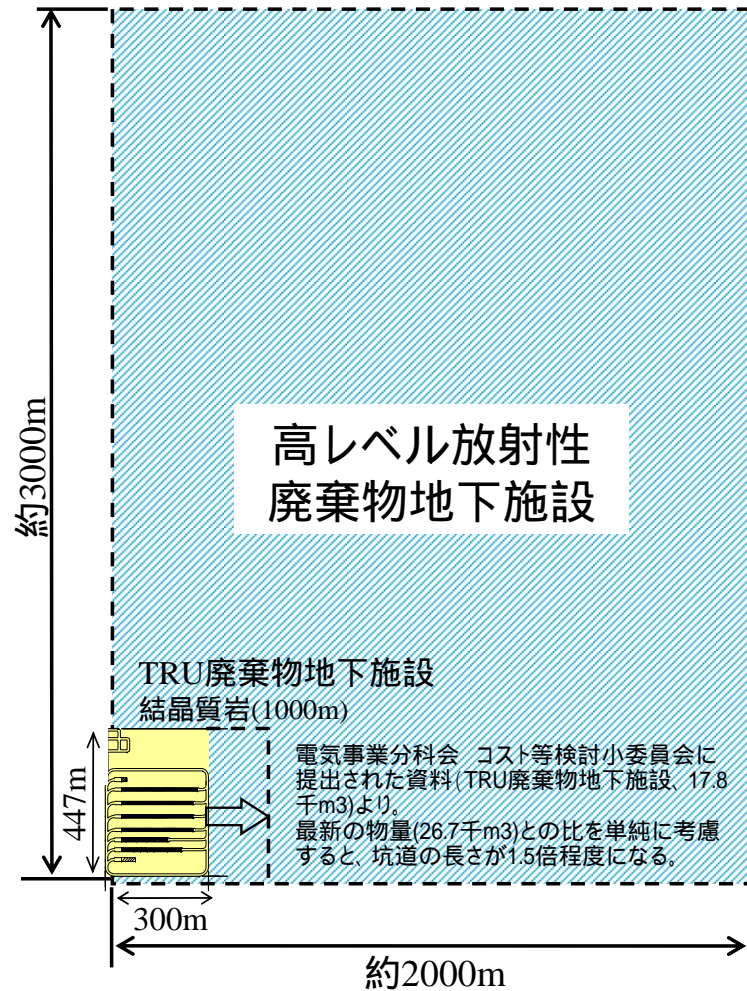 約3000m
高レベル放射性
廃棄物地下施設
TRU廃棄物地下施設
結晶質岩(1000m)
447m
電気事業分科会 コスト等検討小委員会に
提出された資料(TRU廃棄物地下施設、17.8
千m3)より。
最新の物量(26.7千m3)との比を単純に考慮
すると、坑道の長さが1.5倍程度になる。
300m
約2000m